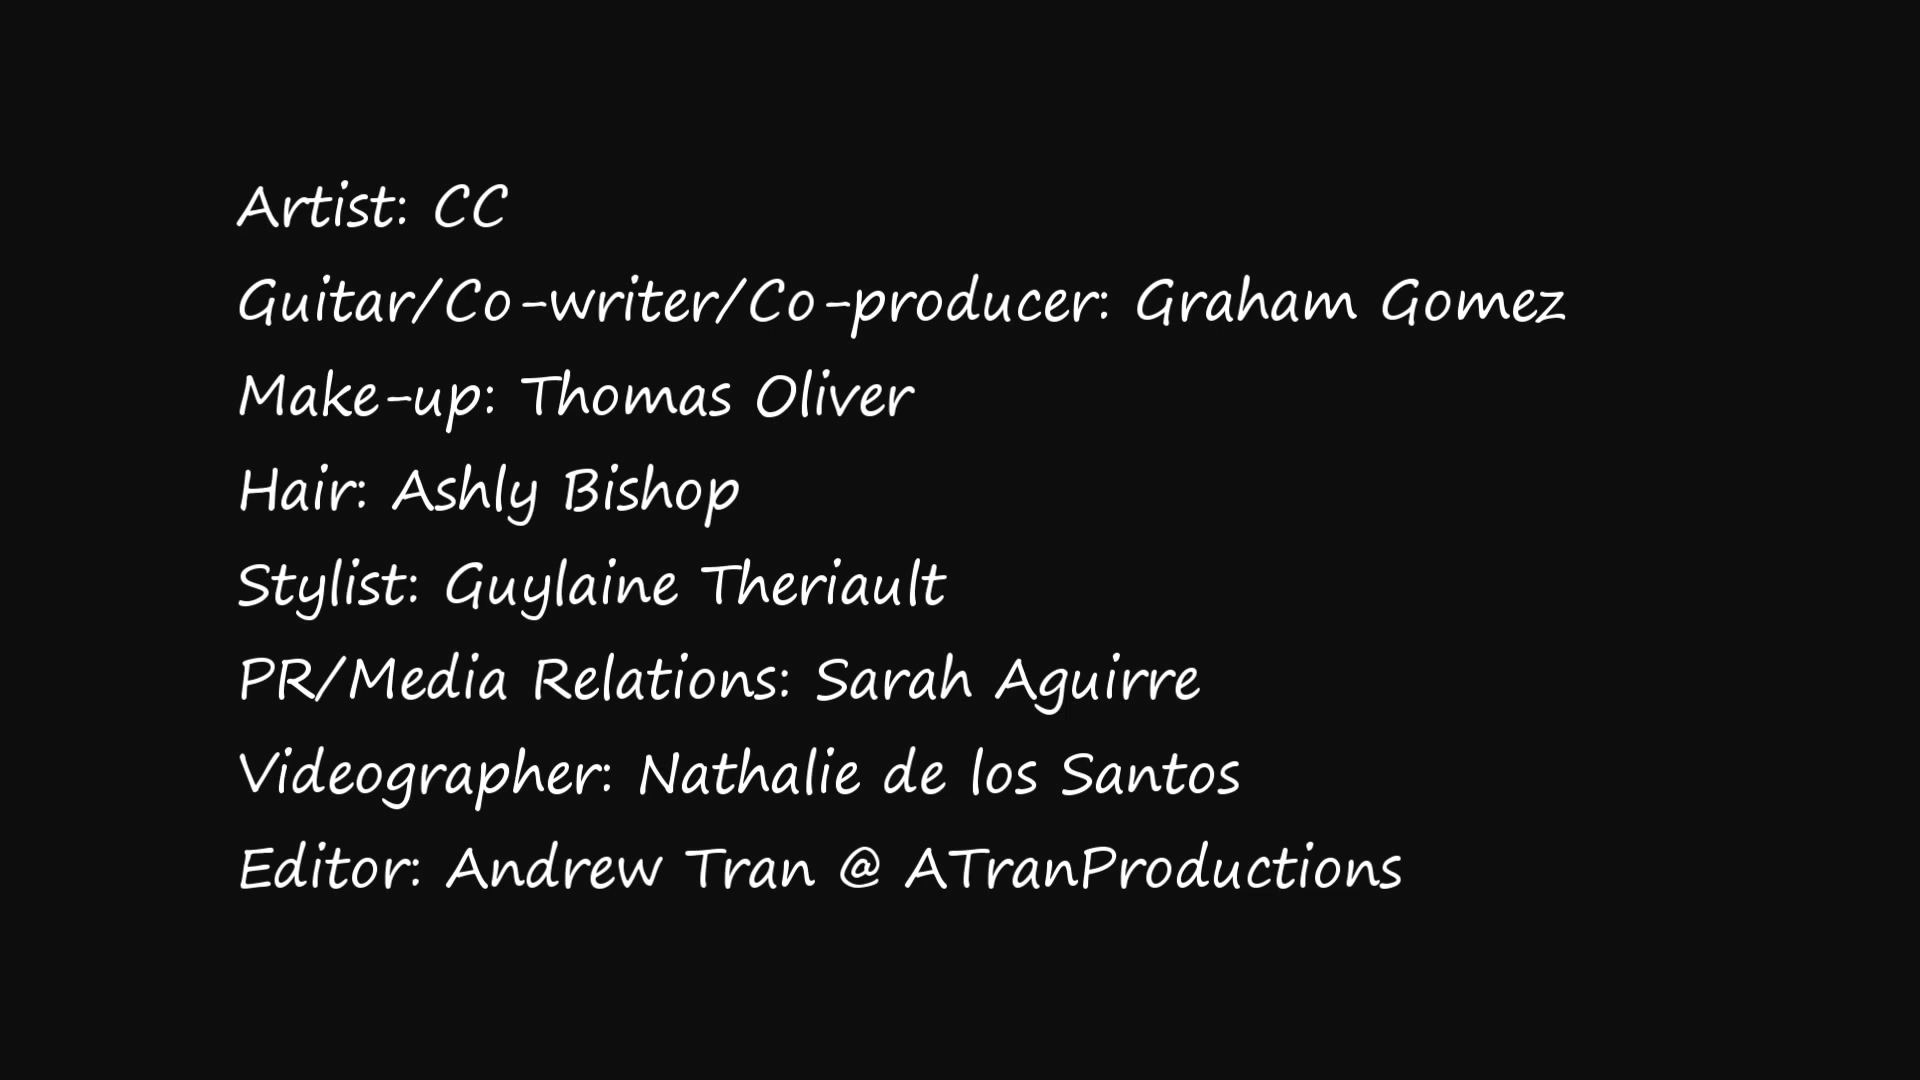 Artist: CC
Guitar/Co-writer/Co-producer: Graham Gomez
Make-up: Thomas Oliver
Hair: Ashly Bishop
Stylist: Guylaine Theriault
PR/Media Relations: Sarah Aguirre
Videographer: Nathalie de los Santos
Editor: Andrew Tran @ ATranProductions